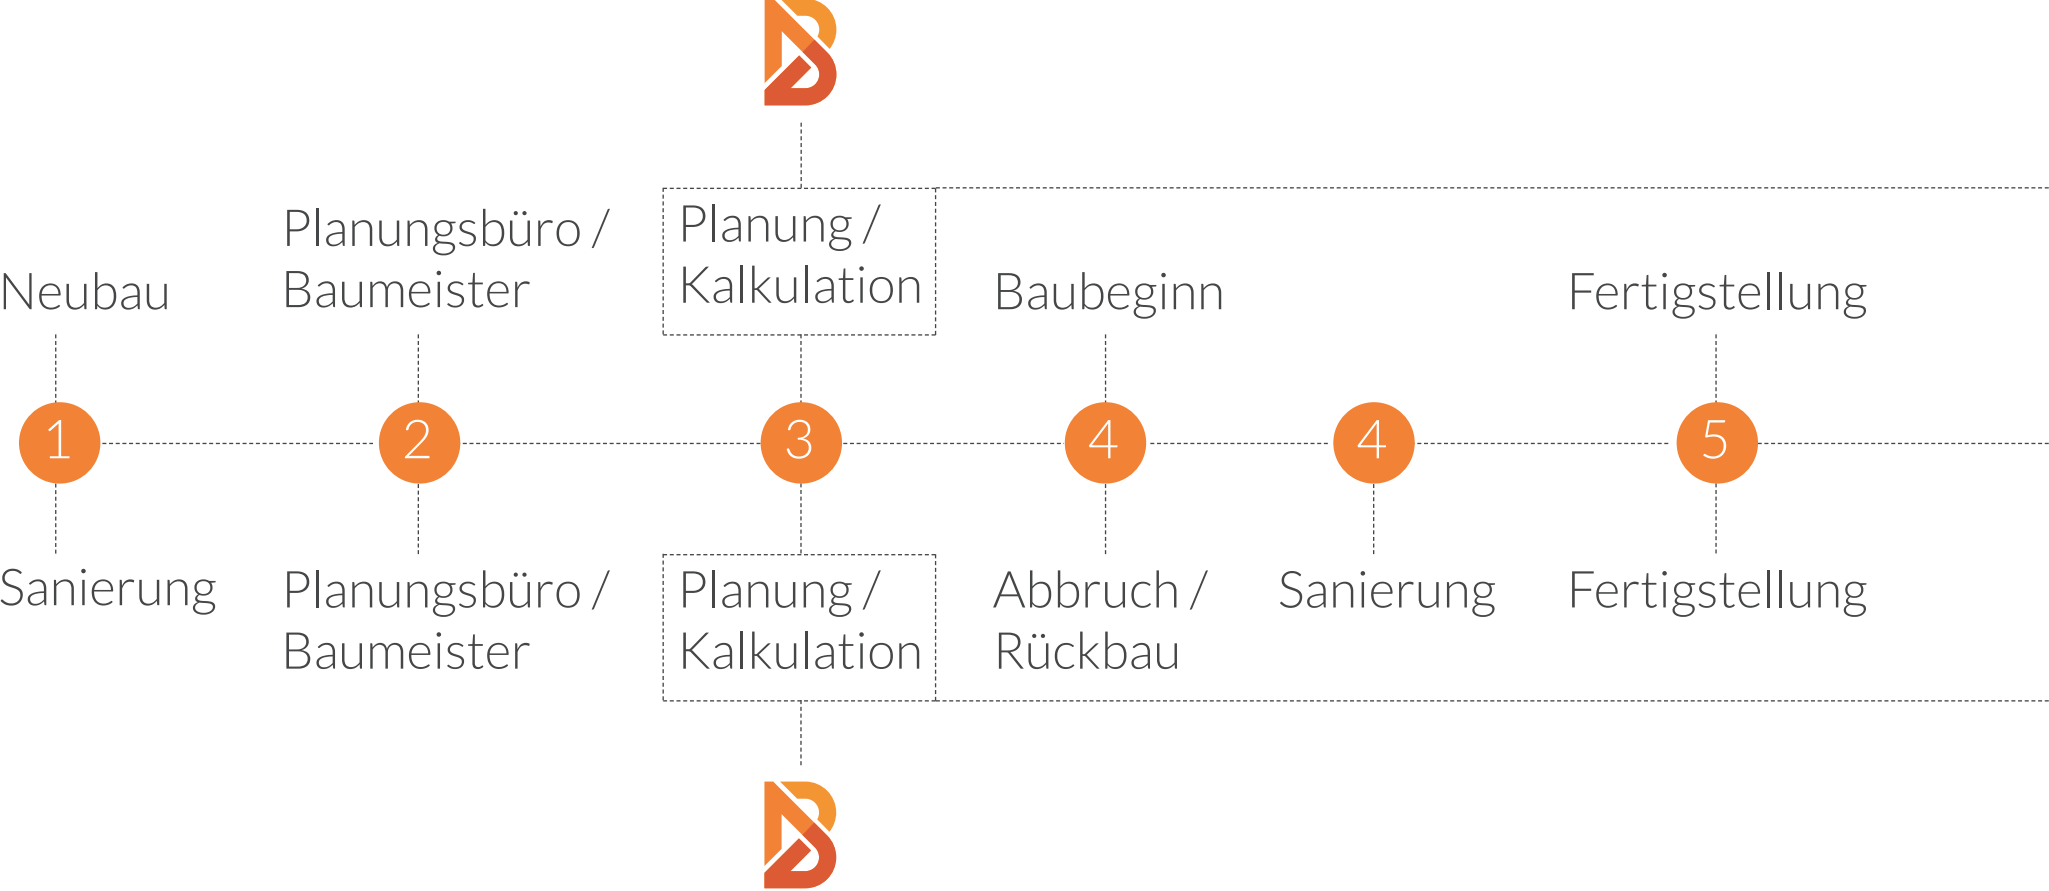 Neubau
Planungsbüro /
Baumeister
Planung /
Kalkulation
Baubeginn
Fertigstellung
1
2
3
4
4
5
Sanierung
Planungsbüro /
Baumeister
Planung /
Kalkulation
Abbruch /
Rückbau
Sanierung
Fertigstellung